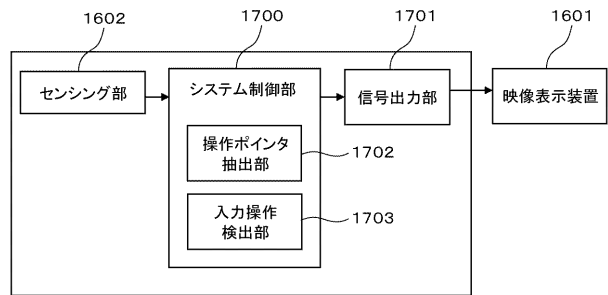 1602
1700
1701
1601
センシング部
システム制御部
信号出力部
映像表示装置
操作ポインタ
抽出部
1702
入力操作
検出部
1703